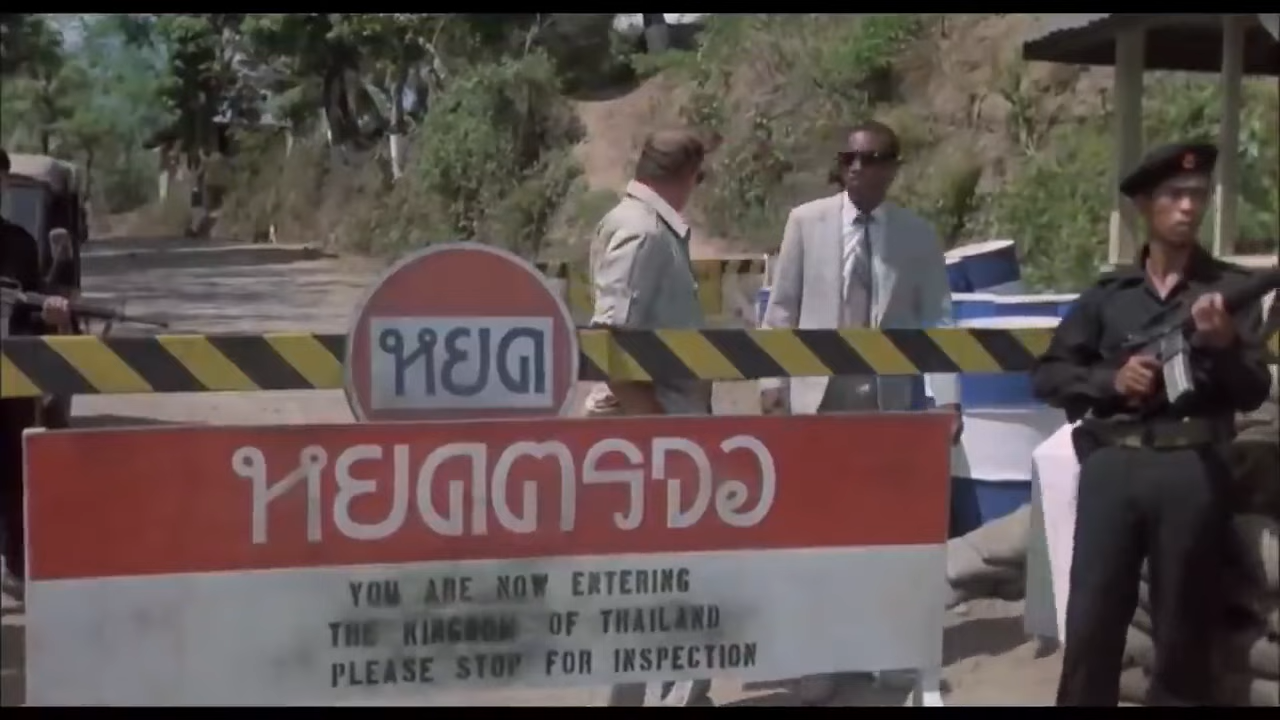 หยด
หยดตรวจ
YOU ARE NOW ENTERING
THE KINGDOM OF THAILAND
PLEASE STOP FOR INSPECTION